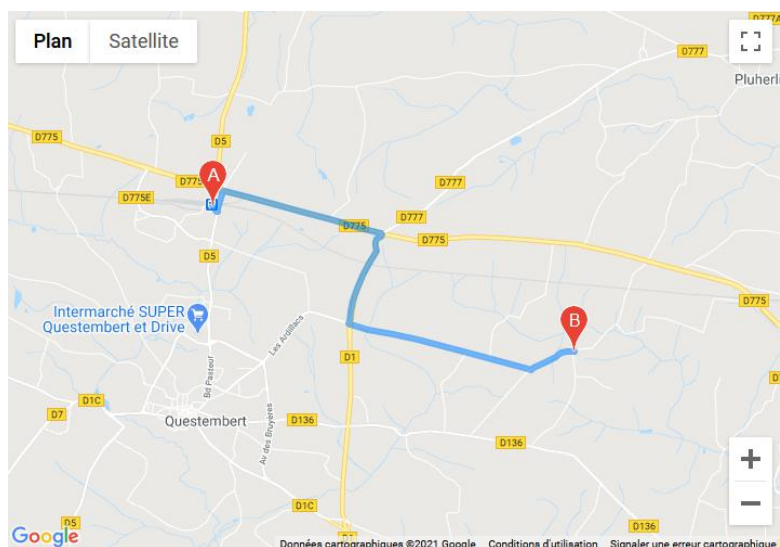 Plan
Satellite
D777
D777A
Pluherli
D775
D5
D775
D775E
A
D777
D777
D775
D775
D5
D775
Intermarché SUPER
Questembert et Drive
Les Ardillacs
B
D1
Bd Pasteur
D1C
D7
Questembert
D136
Av. des Bruyères
D136
D1C
D5
D136
Google
Données cartographiques ©2021 Google
Conditions d'utilisation
Signaler une erreur cartographique